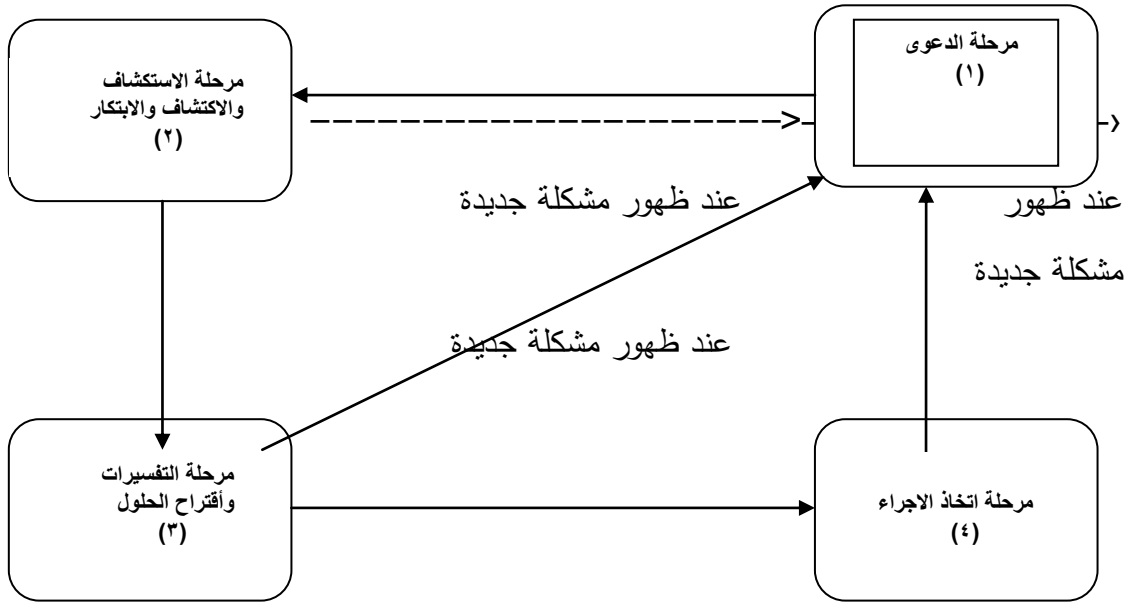 مرحلة الدعوى
(١)
مرحلة الاستكشاف
والاكتشاف والابتكار
(٢)
عند ظهور مشكلة جديدة
عند ظهور
مشكلة جديدة
عند ظهور مشكلة جديدة
مرحلة التفسيرات
وأقتراح الحلول
(٣)
مرحلة اتخاذ الاجراء
(٤)